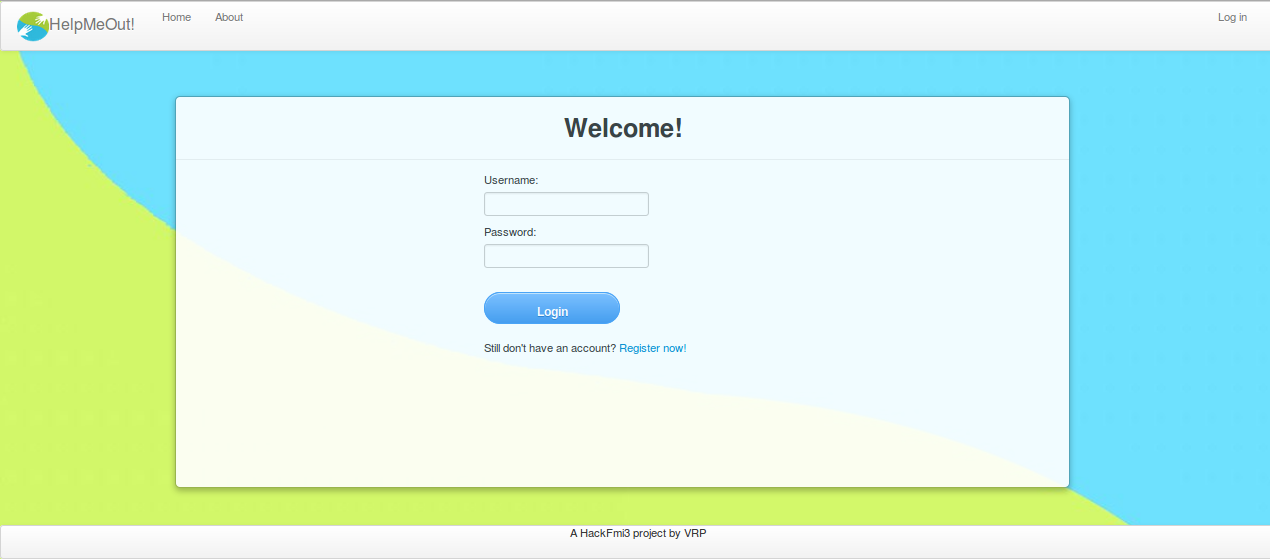 HelpMeOut! Home About Log in
Welcome!
Username:
Password:
Login
Still don't have an account? Register now!
A HackFmi3 project by VRP